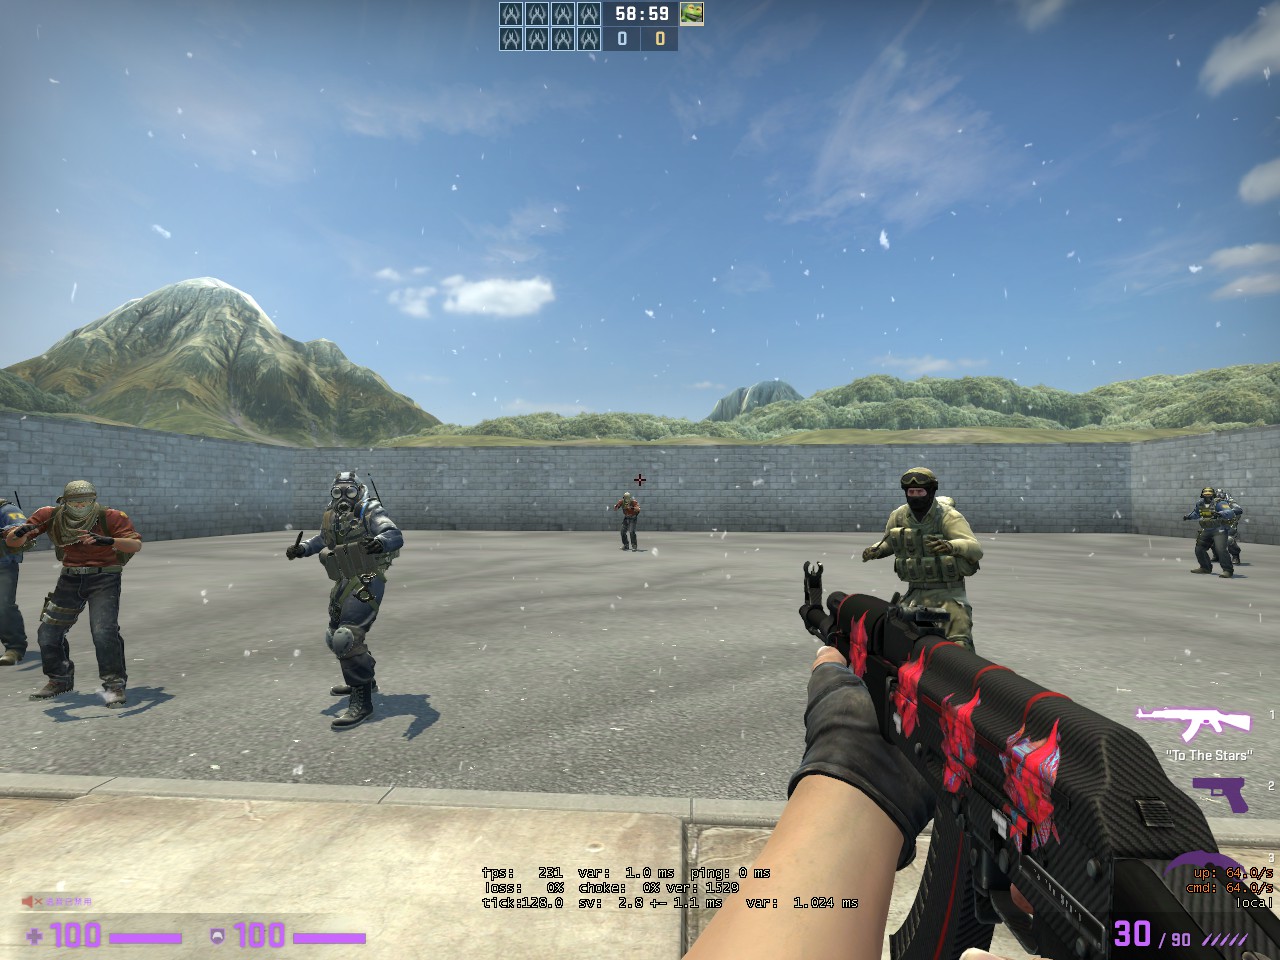 58:59
0 0
1
"To The Stars"
2
3
fps: 231 var: 1.0 ms ping: 0 ms
loss: 0% choke: 0% ver: 1529
tick:128.0 sv: 2.8 +- 1.1 ms var: 1.024 ms
up: 64.0/s
cmd: 64.0/s
local
100 100
30 / 90